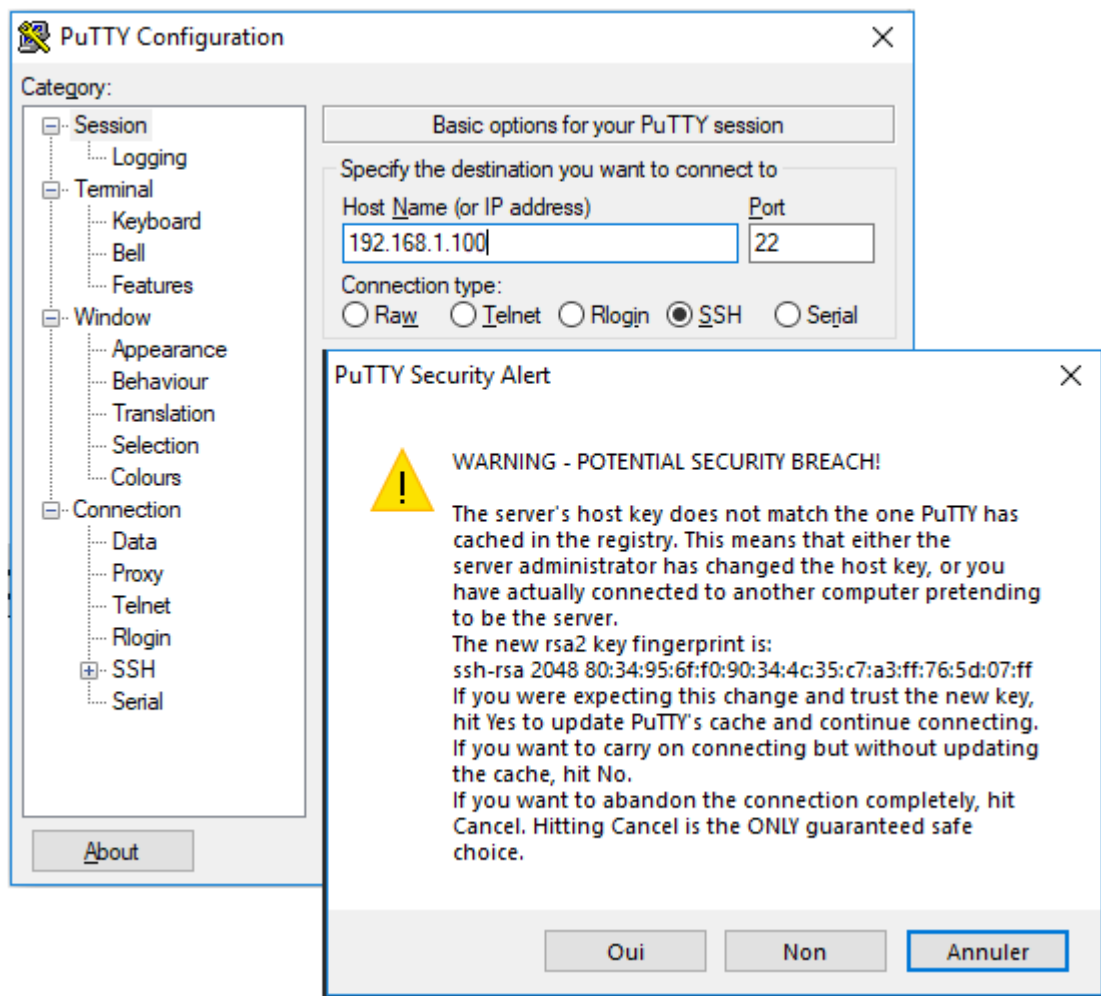 PuTTY Configuration
Category:
Session
Logging
Terminal
Keyboard
Bell
Features
Window
Appearance
Behaviour
Translation
Selection
Colours
Connection
Data
Proxy
Telnet
Rlogin
SSH
Serial
About
Basic options for your PuTTY session
Specify the destination you want to connect to
Host Name (or IP address) Port
192.168.1.100 22
Connection type:
Raw Telnet Rlogin SSH Serial
PuTTY Security Alert
WARNING - POTENTIAL SECURITY BREACH!
The server's host key does not match the one PuTTY has
cached in the registry. This means that either the
server administrator has changed the host key, or you
have actually connected to another computer pretending
to be the server.
The new rsa2 key fingerprint is:
ssh-rsa 2048 80:34:95:6f:f0:90:34:4c:35:c7:a3:ff:76:5d:07:ff
If you were expecting this change and trust the new key,
hit Yes to update PuTTY's cache and continue connecting.
If you want to carry on connecting but without updating
the cache, hit No.
If you want to abandon the connection completely, hit
Cancel. Hitting Cancel is the ONLY guaranteed safe
choice.
Oui Non Annuler